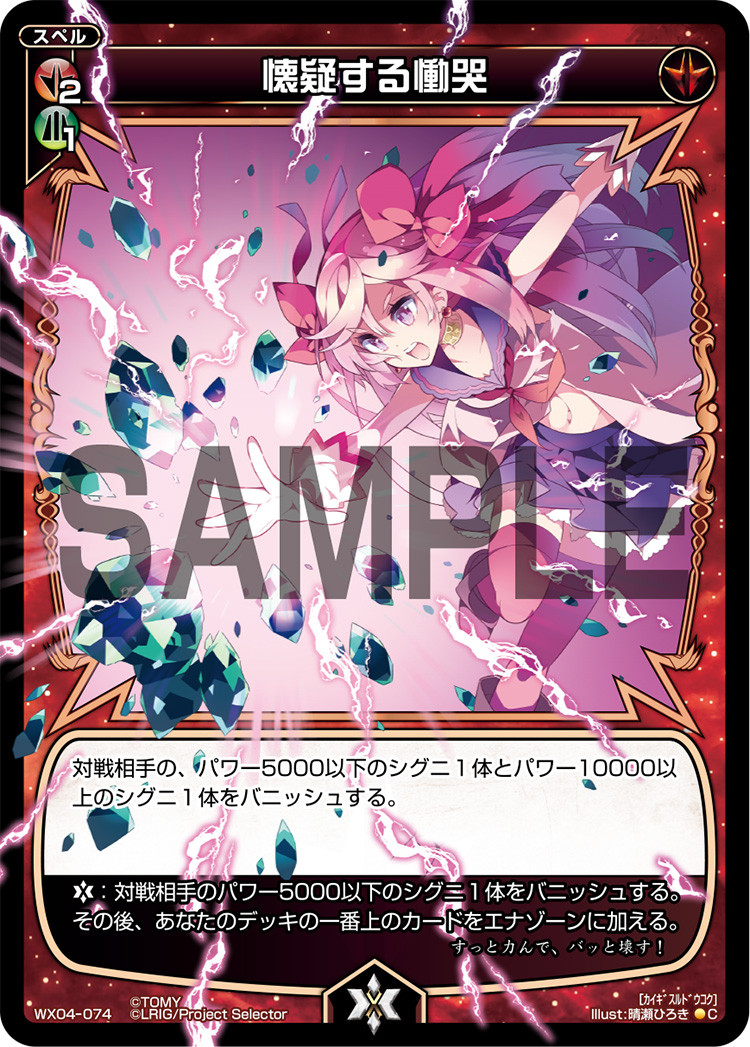 スペル
懐疑する慟哭
2
1
SAMPLE
対戦相手の、パワー5000以下のシグニ1体とパワー10000以
上のシグニ1体をバニッシュする。
:対戦相手のパワー5000以下のシグニ1体をバニッシュする。
その後、あなたのデッキの一番上のカードをエナゾーンに加える。
すっと力んで、バッと壊す!
WX04-074
©TOMY
©LRIG/Project Selector
[カイギスルドウコク]
Illust:晴瀬ひろき
C